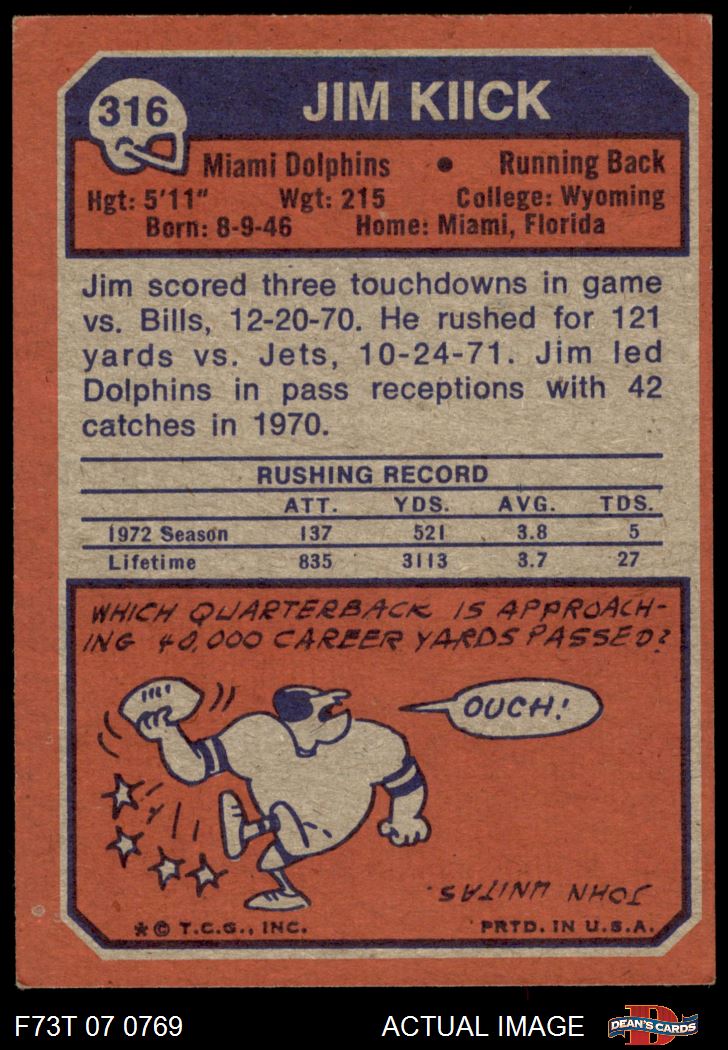 316
JIM KIICK
Miami Dolphins • Running Back
Hgt: 5'11" Wgt: 215 College: Wyoming
Born: 8-9-46 Home: Miami, Florida
Jim scored three touchdowns in game
vs. Bills, 12-20-70. He rushed for 121
yards vs. Jets, 10-24-71. Jim led
Dolphins in pass receptions with 42
catches in 1970.
RUSHING RECORD
ATT. YDS. AVG. TDS.
1972 Season 137 521 3.8 5
Lifetime 835 3113 3.7 27
WHICH QUARTERBACK IS APPROACH-
ING 40,000 CAREER YARDS PASSED?
OUCH!
JOHN UNITAS.
*© T.C.G., INC. PRTD. IN U.S.A.
F73T 07 0769 ACTUAL IMAGE
D
DEAN'S CARDS